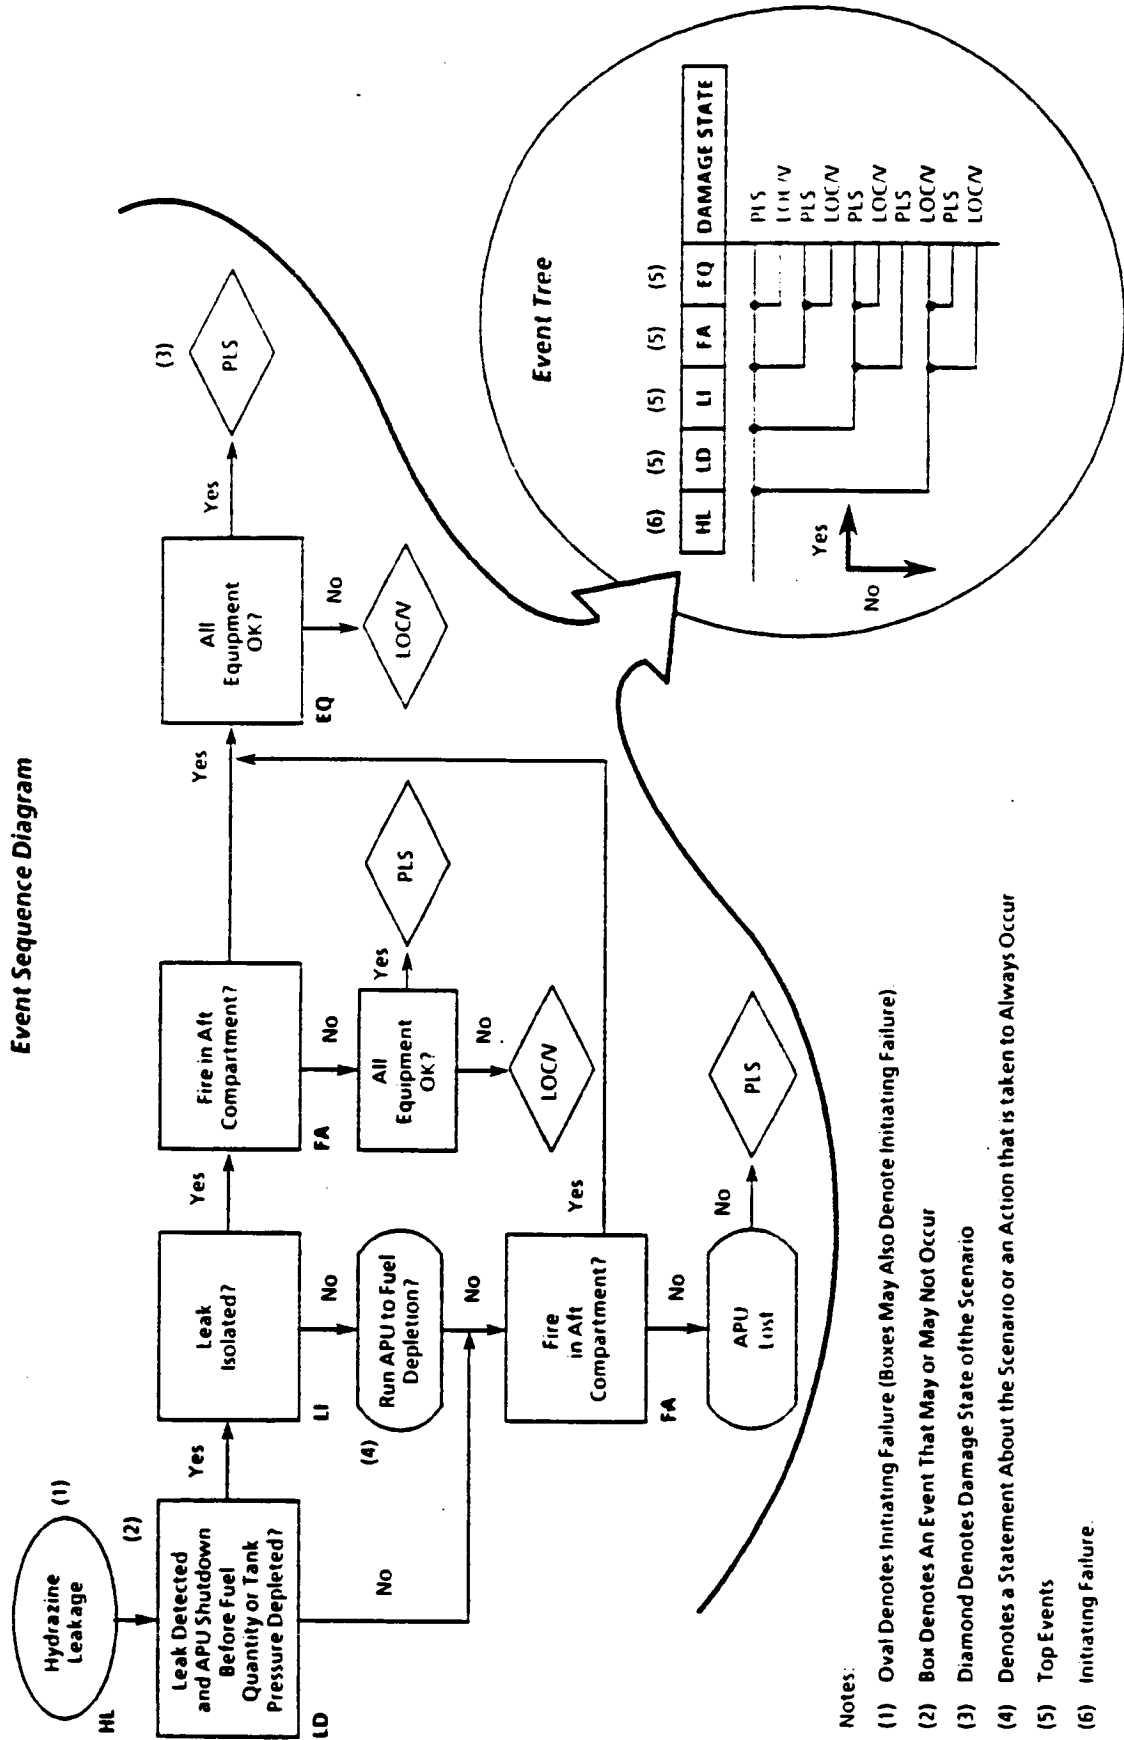 Event Sequence Diagram
Hydrazine
Leakage
(1)
HL
(2)
Leak Detected
and APU Shutdown
Before Fuel
Quantity or Tank
Pressure Depleted?
LD
Yes
No
Leak
Isolated?
LI
Yes
No
(4)
Run APU to Fuel
Depletion?
No
Fire in Aft
Compartment?
FA
Yes
No
All
Equipment
OK?
Yes
PLS
No
LOC/V
Fire
in Aft
Compartment?
FA
Yes
No
APU
Lost
No
PLS
All
Equipment
OK?
EQ
Yes
(3)
PLS
No
LOC/V
Event Tree
(6) (5) (5) (5) (5)
HL LD LI FA EQ DAMAGE STATE
PLS
LOC/V
PLS
LOC/V
PLS
LOC/V
PLS
LOC/V
PLS
LOC/V
Yes
No
Notes:
(1) Oval Denotes Initiating Failure (Boxes May Also Denote Initiating Failure)
(2) Box Denotes An Event That May or May Not Occur
(3) Diamond Denotes Damage State ofthe Scenario
(4) Denotes a Statement About the Scenario or an Action that is taken to Always Occur
(5) Top Events
(6) Initiating Failure